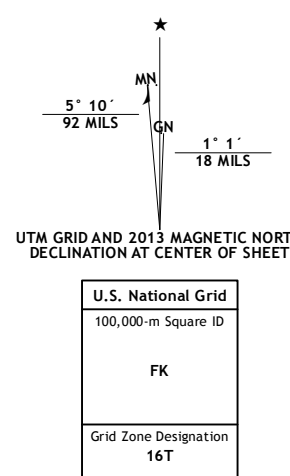 MN.
5° 10´
92 MILS
GN
1° 1´
18 MILS
UTM GRID AND 2013 MAGNETIC NORT
DECLINATION AT CENTER OF SHEET
U.S. National Grid
100,000-m Square ID
FK
Grid Zone Designation
16T